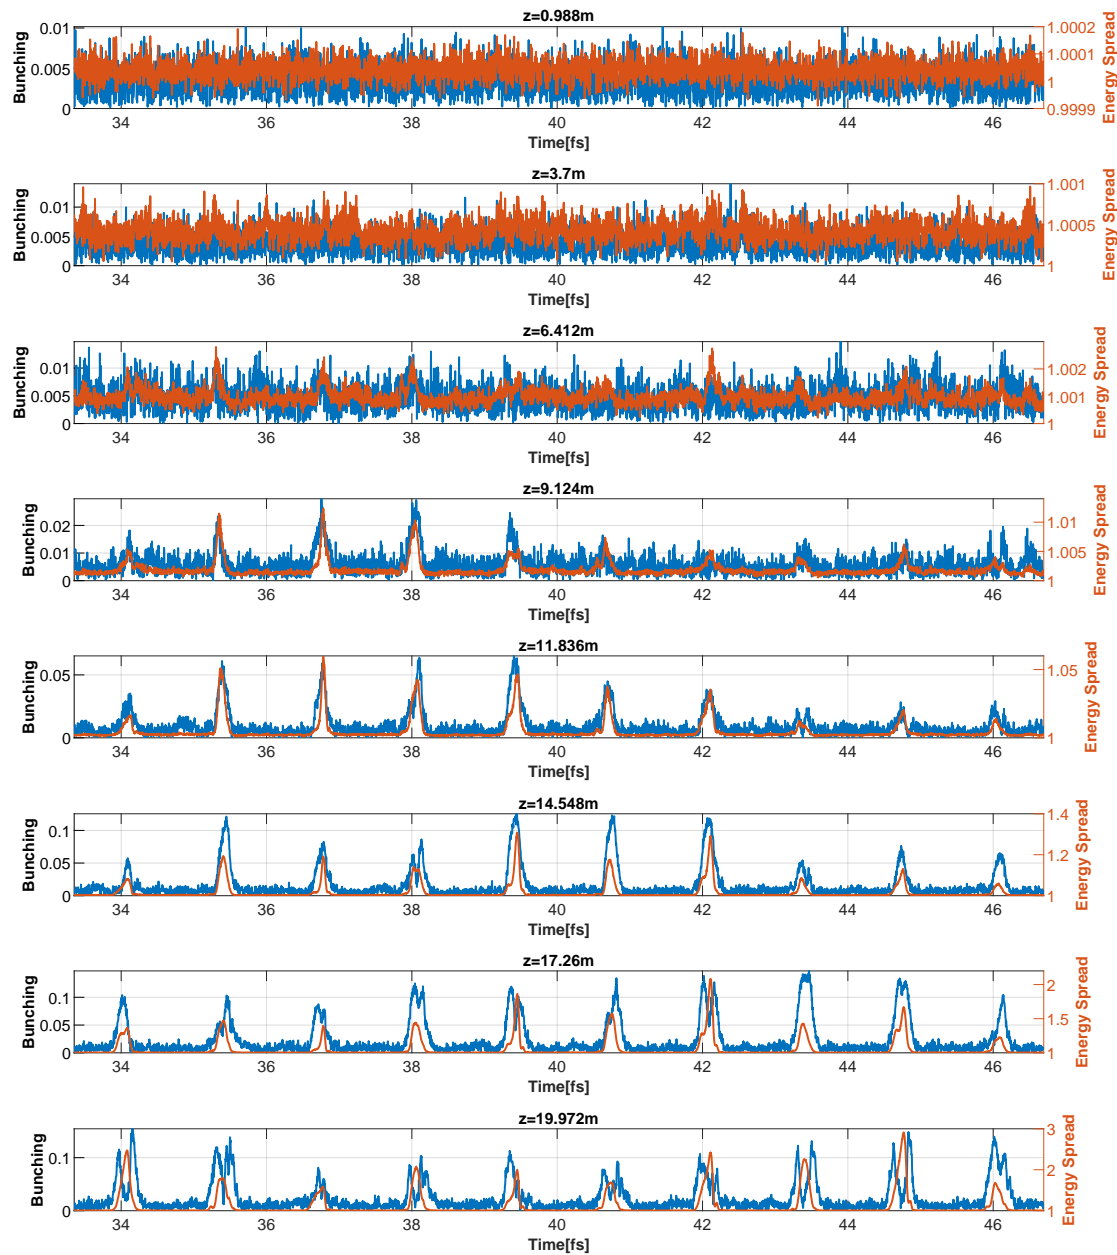 z=0.988m
Bunching
0.01
0.005
0
1.0002
1.0001
1
0.9999
Energy Spread
34 36 38 40 42 44 46
Time[fs]
z=3.7m
Bunching
0.01
0.005
0
1.001
1.0005
1
Energy Spread
34 36 38 40 42 44 46
Time[fs]
z=6.412m
Bunching
0.01
0.005
0
1.002
1.001
1
Energy Spread
34 36 38 40 42 44 46
Time[fs]
z=9.124m
Bunching
0.02
0.01
0
1.01
1.005
1
Energy Spread
34 36 38 40 42 44 46
Time[fs]
z=11.836m
Bunching
0.05
0
1.05
1
Energy Spread
34 36 38 40 42 44 46
Time[fs]
z=14.548m
Bunching
0.1
0.05
0
1.4
1.2
1
Energy Spread
34 36 38 40 42 44 46
Time[fs]
z=17.26m
Bunching
0.1
0.05
0
2
1.5
1
Energy Spread
34 36 38 40 42 44 46
Time[fs]
z=19.972m
Bunching
0.1
0
3
2
1
Energy Spread
34 36 38 40 42 44 46
Time[fs]